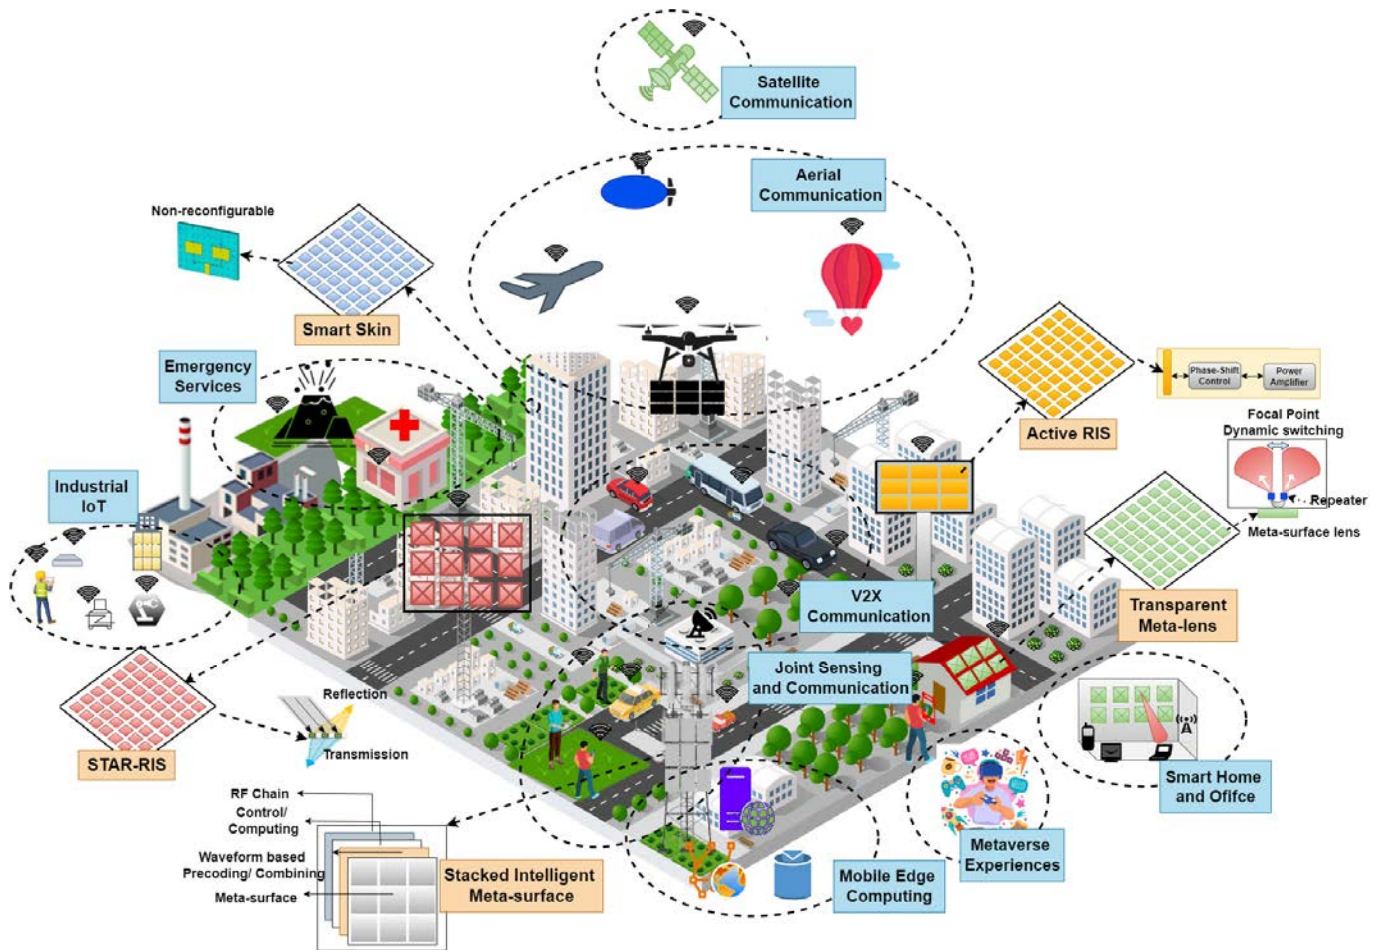 Satellite
Communication
Aerial
Communication
Non-reconfigurable
Smart Skin
Emergency
Services
Active RIS
Phase-Shift
Control
Power
Amplifier
Focal Point
Dynamic switching
Repeater
Meta-surface lens
Industrial
IoT
V2X
Communication
Transparent
Meta-lens
Joint Sensing
and Communication
STAR-RIS
Reflection
Transmission
Smart Home
and Ofifce
RF Chain
Control/
Computing
Waveform based
Precoding/ Combining
Meta-surface
Stacked Intelligent
Meta-surface
Metaverse
Experiences
Mobile Edge
Computing